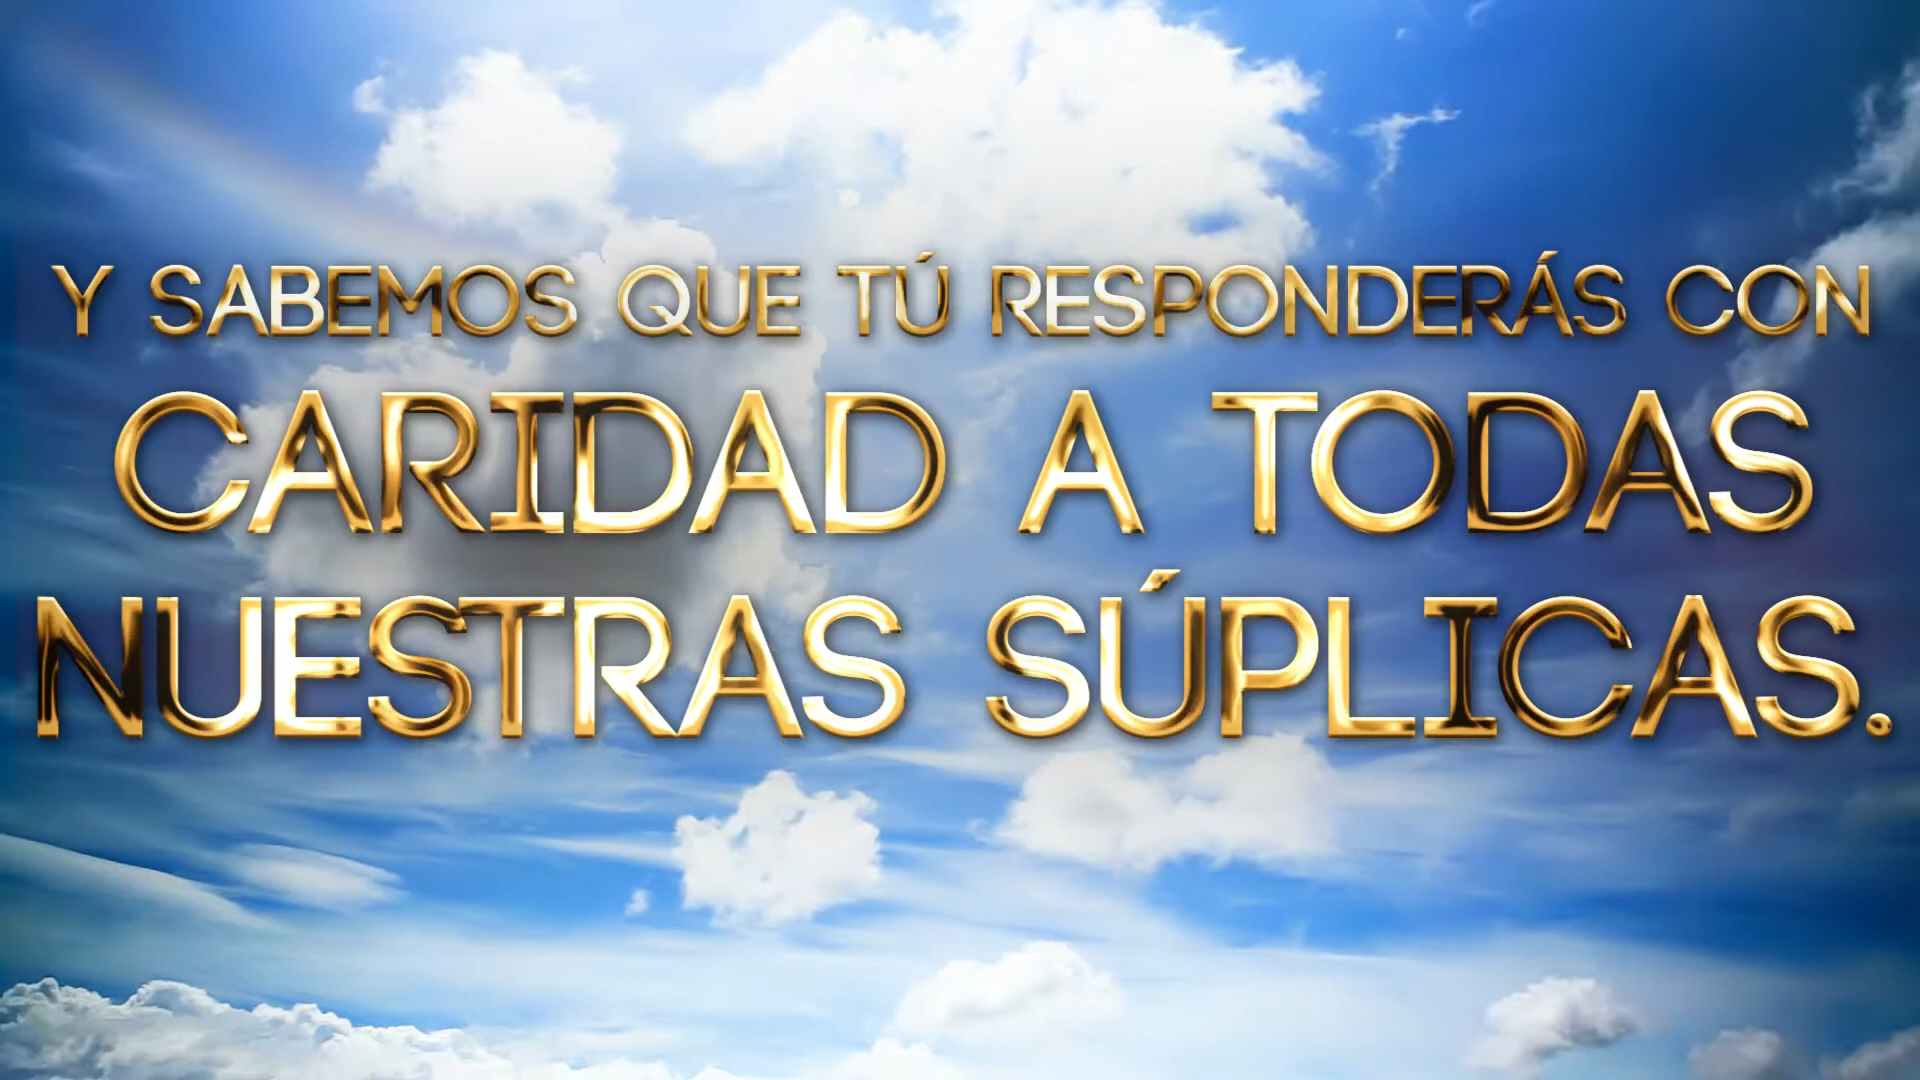 Y SABEMOS QUE TÚ RESPONDERÁS CON
CARIDAD A TODAS
NUESTRAS SÚPLICAS.